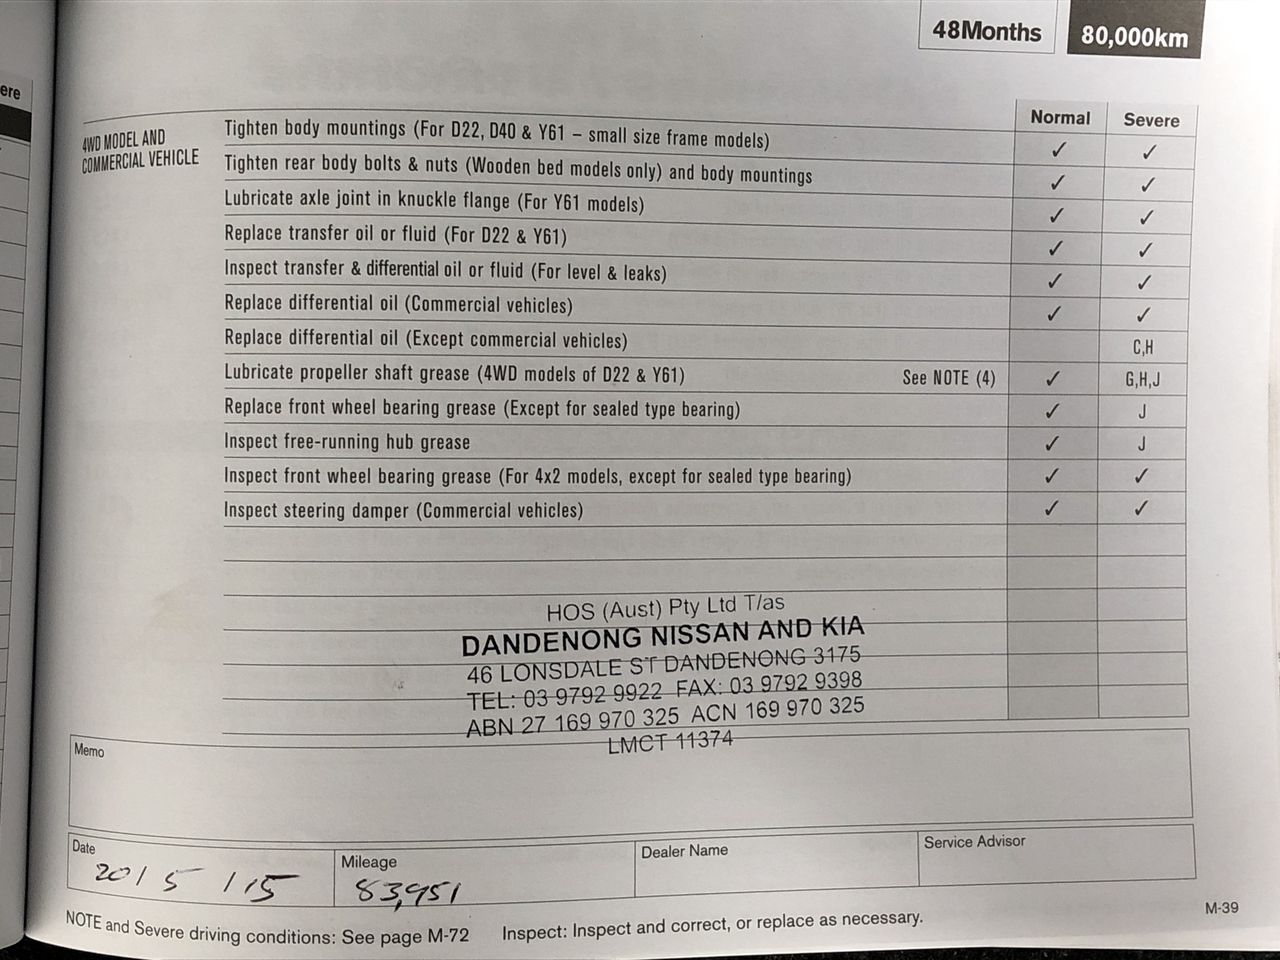 48Months 80,000km
ere
Normal Severe
4WD MODEL AND
COMMERCIAL VEHICLE
Tighten body mountings (For D22, D40 & Y61 – small size frame models) ✓ ✓
Tighten rear body bolts & nuts (Wooden bed models only) and body mountings ✓ ✓
Lubricate axle joint in knuckle flange (For Y61 models) ✓ ✓
Replace transfer oil or fluid (For D22 & Y61) ✓ ✓
Inspect transfer & differential oil or fluid (For level & leaks) ✓ ✓
Replace differential oil (Commercial vehicles) ✓ ✓
Replace differential oil (Except commercial vehicles) C,H
Lubricate propeller shaft grease (4WD models of D22 & Y61) See NOTE (4) ✓ G,H,J
Replace front wheel bearing grease (Except for sealed type bearing) ✓ J
Inspect free-running hub grease ✓ J
Inspect front wheel bearing grease (For 4x2 models, except for sealed type bearing) ✓ ✓
Inspect steering damper (Commercial vehicles) ✓ ✓
HOS (Aust) Pty Ltd T/as
DANDENONG NISSAN AND KIA
46 LONSDALE ST DANDENONG 3175
TEL: 03 9792 9922 FAX: 03 9792 9398
ABN 27 169 970 325 ACN 169 970 325
LMCT 11374
Memo
Date Mileage Dealer Name Service Advisor
20/5/15 83,951
NOTE and Severe driving conditions: See page M-72 Inspect: Inspect and correct, or replace as necessary.
M-39